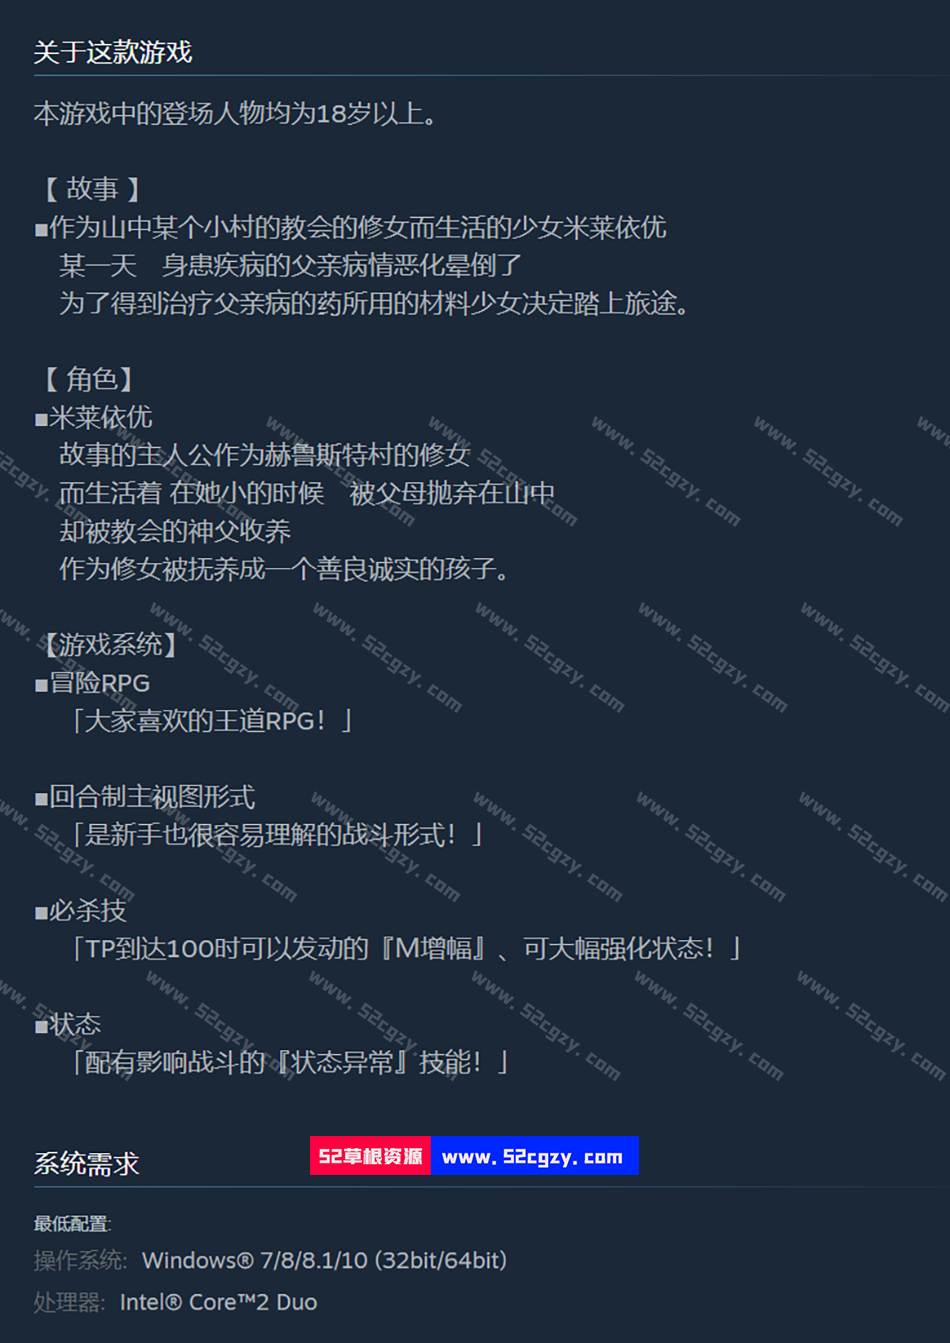 关于这款游戏
本游戏中的登场人物均为18岁以上。
【 故事 】
■作为山中某个小村的教会的修女而生活的少女米莱依优
某一天　身患疾病的父亲病情恶化晕倒了
为了得到治疗父亲病的药所用的材料少女决定踏上旅途。
【 角色】
■米莱依优
故事的主人公作为赫鲁斯特村的修女
而生活着 在她小的时候　被父母抛弃在山中
却被教会的神父收养
作为修女被抚养成一个善良诚实的孩子。
【游戏系统】
■冒险RPG
「大家喜欢的王道RPG！」
■回合制主视图形式
「是新手也很容易理解的战斗形式！」
■必杀技
「TP到达100时可以发动的『M增幅』、可大幅强化状态！」
■状态
「配有影响战斗的『状态异常』技能！」
系统需求
52草根资源 www.52cgzy.com
最低配置:
操作系统: Windows® 7/8/8.1/10 (32bit/64bit)
处理器: Intel® Core™2 Duo